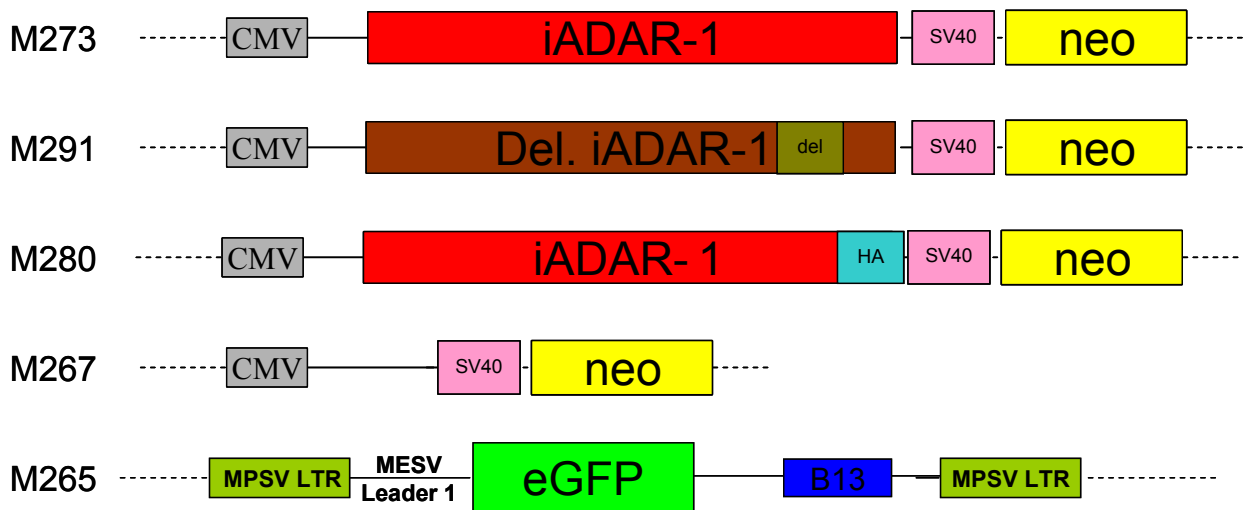 M273 CMV iADAR-1 SV40 neo
M291 CMV Del. iADAR-1 del SV40 neo
M280 CMV iADAR- 1 HA SV40 neo
M267 CMV SV40 neo
M265 MPSV LTR MESV Leader 1 eGFP B13 MPSV LTR